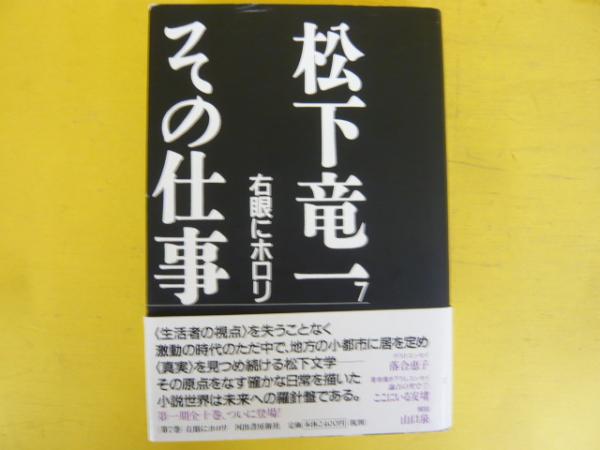 松下竜一
その仕事
7
右眼にホロリ
〈生活者の視点〉を失うことなく
激動の時代のただ中で、地方の小都市に居を定め
〈真実〉を見つめ続ける松下文学――
その原点をなす確かな日常を描いた
小説世界は未来への羅針盤である。
第一期全十巻、ついに登場!
落合恵子
ここにいる安堵
解説
山口泉
〈第7巻〉右眼にホロリ 河出書房新社